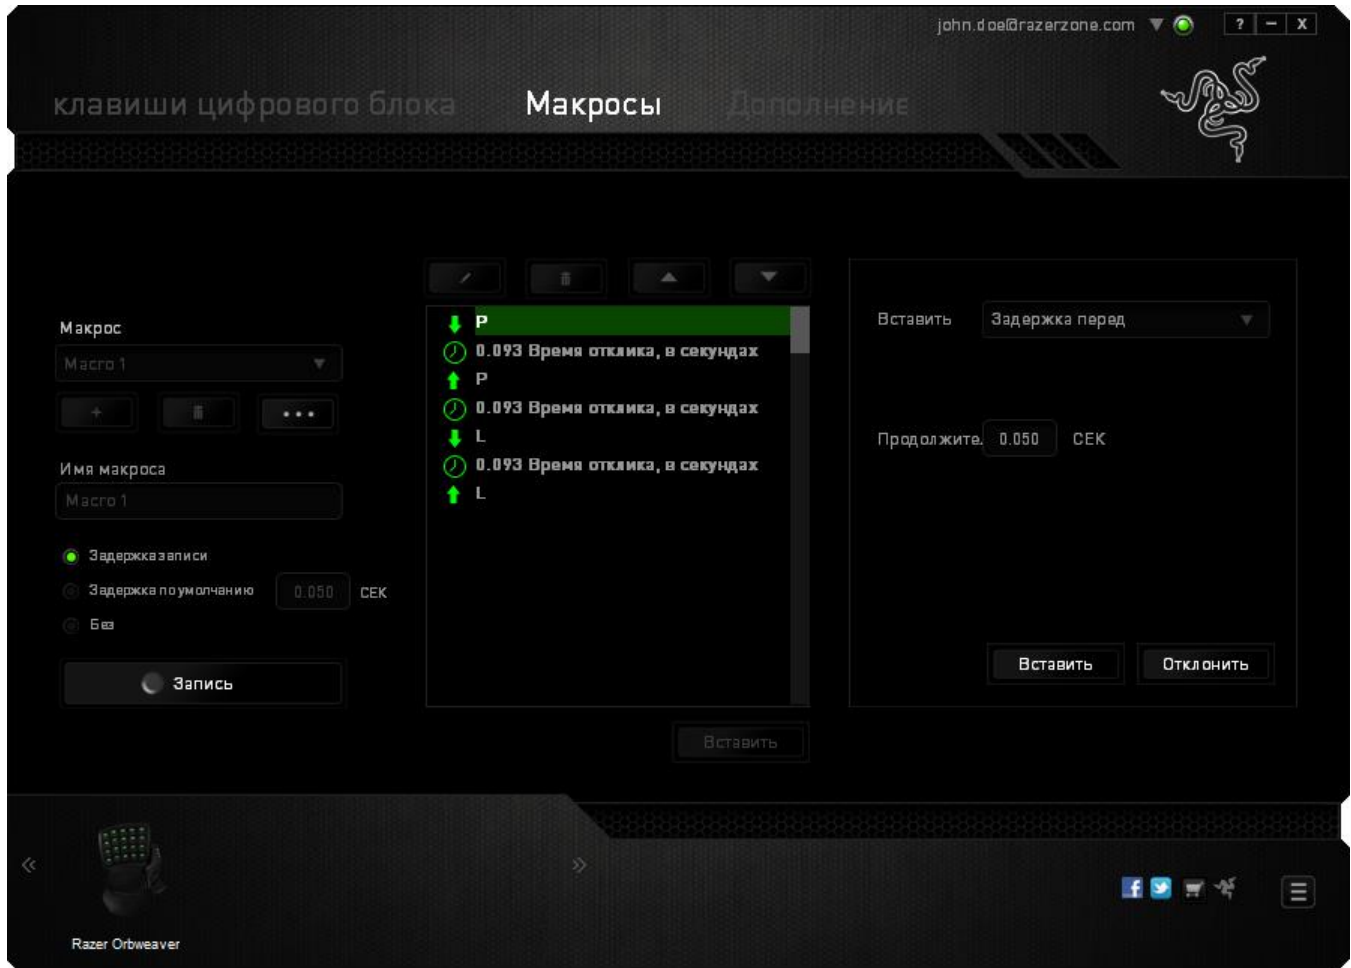 john.doe@razerzone.com
? – X
клавиши цифрового блока
Макросы
Дополнение
Макрос
Macro 1
Имя макроса
Macro 1
Задержка записи
Задержка по умолчанию 0.050 СЕК
Без
Запись
P
0.093 Время отклика, в секундах
P
0.093 Время отклика, в секундах
L
0.093 Время отклика, в секундах
L
Вставить
Вставить Задержка перед
Продолжите. 0.050 СЕК
Вставить Отклонить
Razer Orbweaver